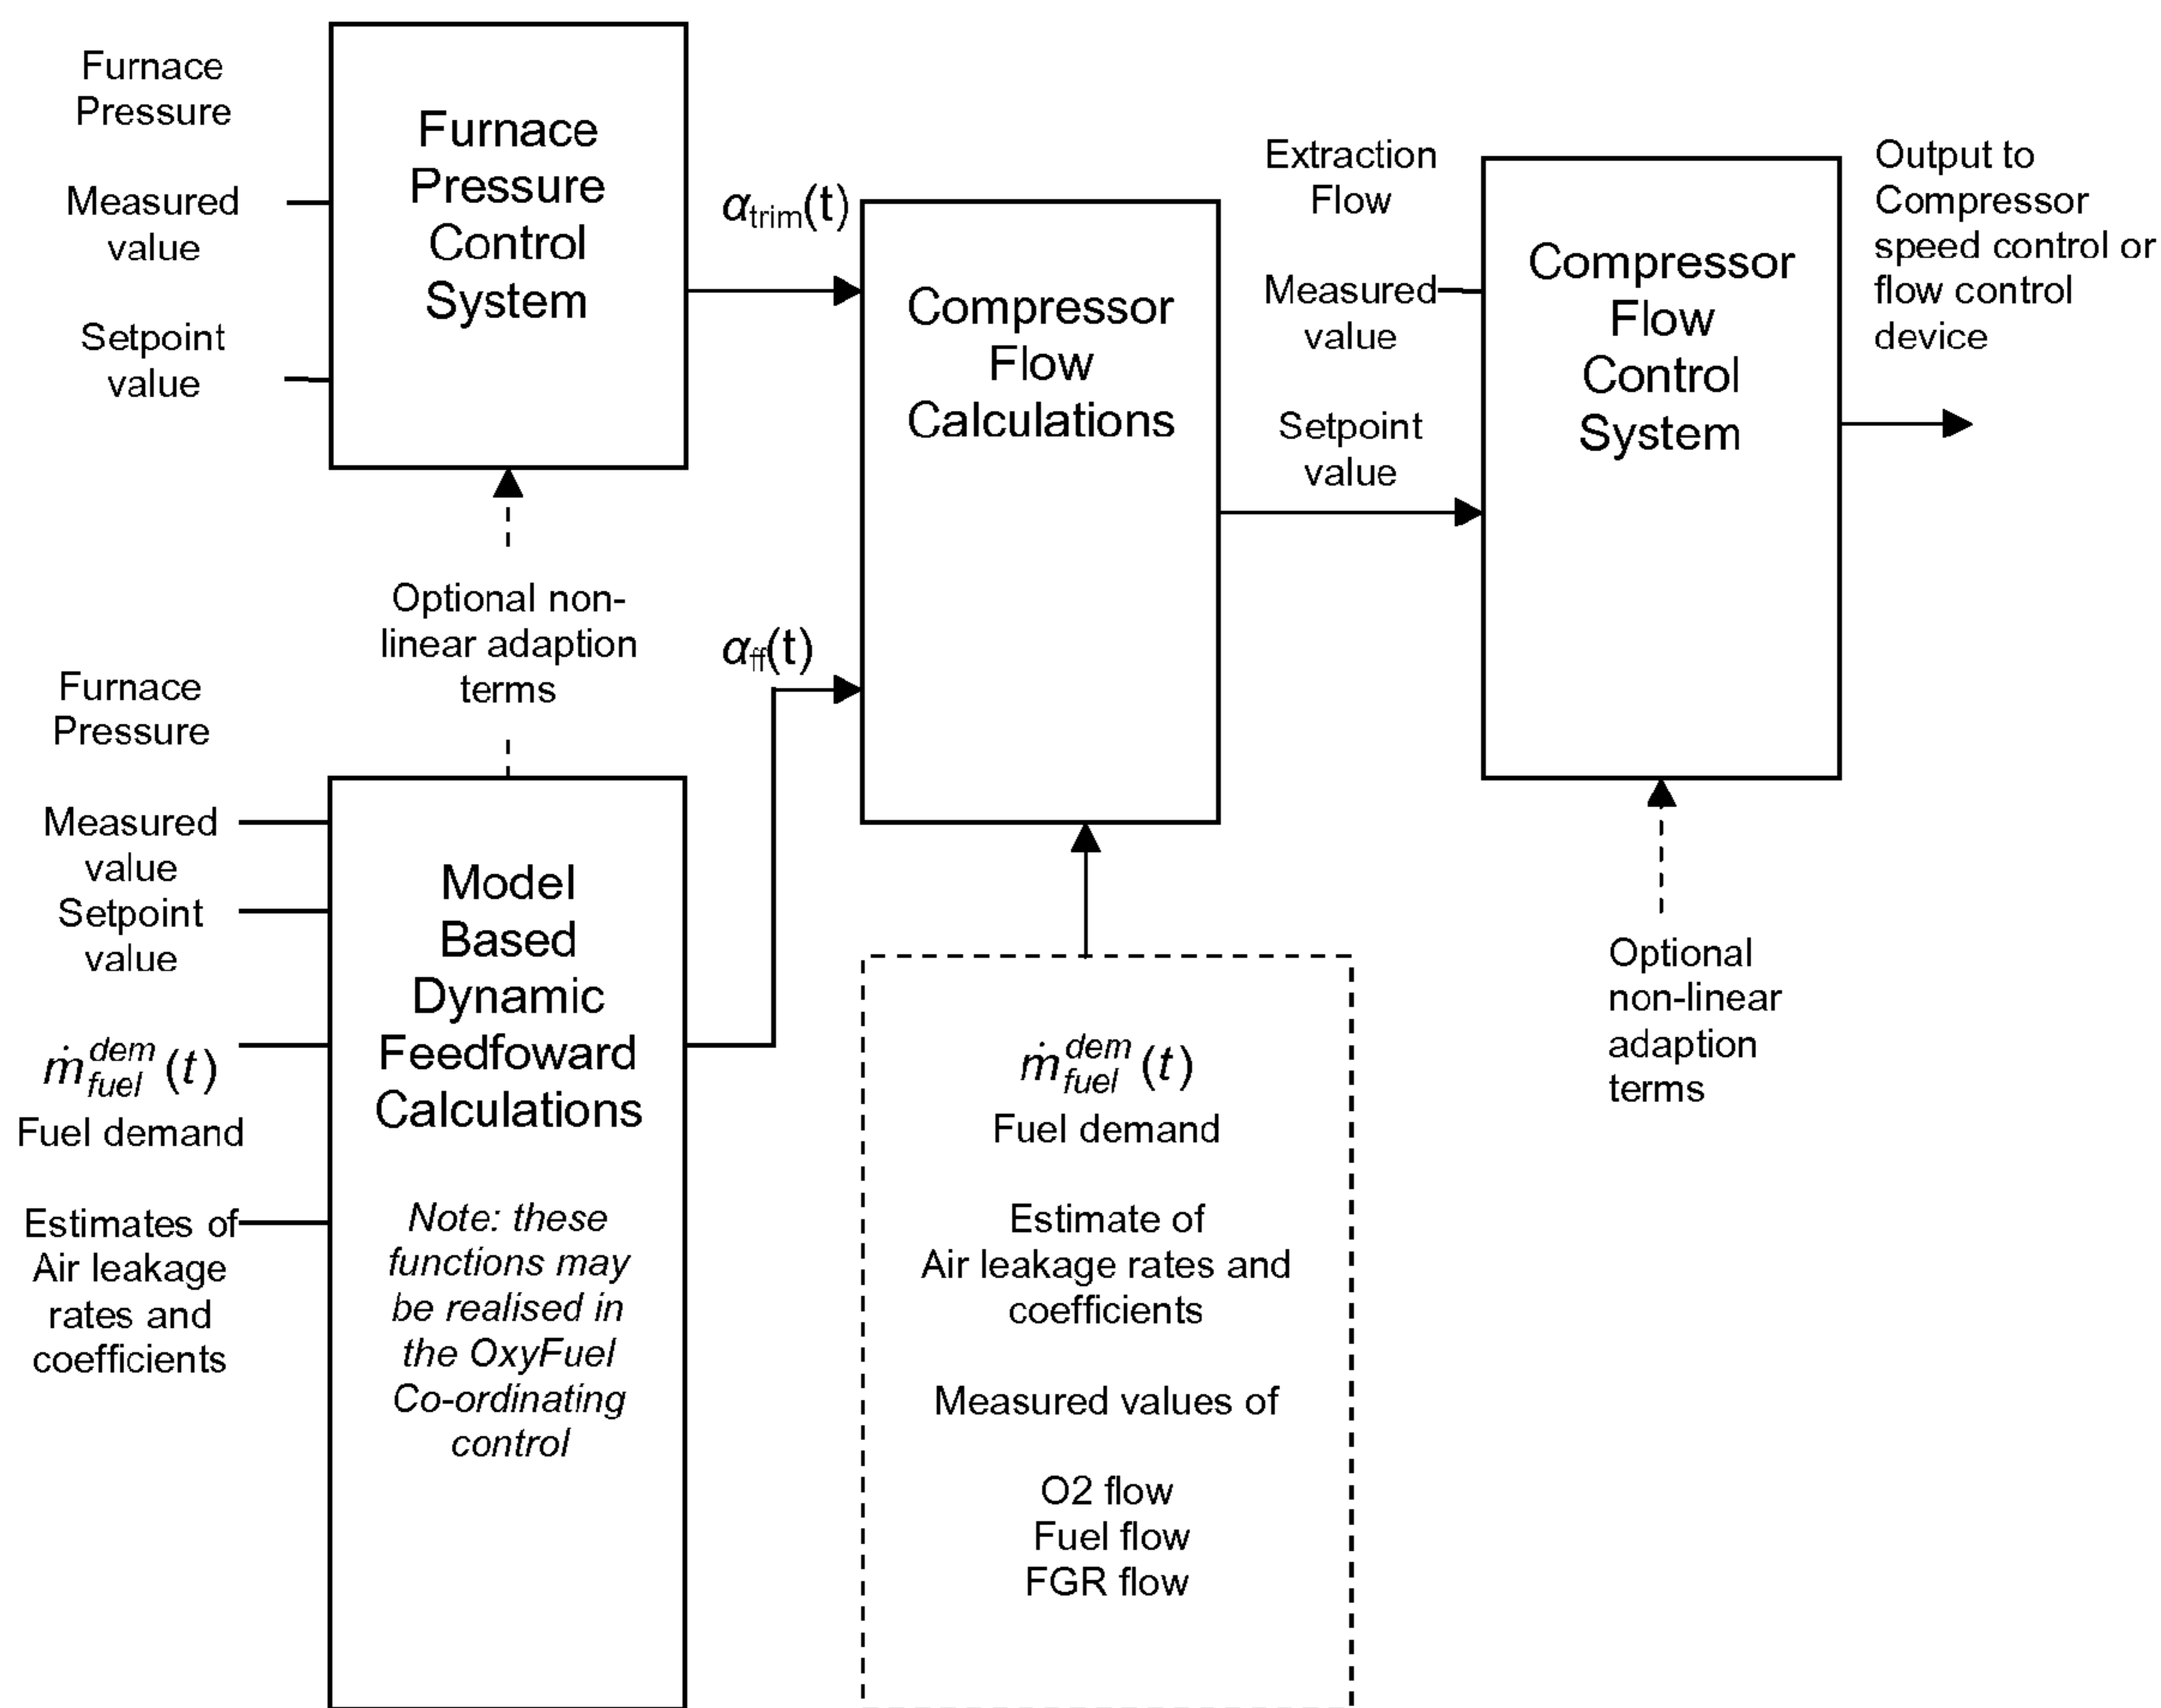 Furnace
Pressure
Measured
value
Setpoint
value
Furnace
Pressure
Control
System
αtrim(t)
Compressor
Flow
Calculations
Extraction
Flow
Measured
value
Setpoint
value
Compressor
Flow
Control
System
Output to
Compressor
speed control or
flow control
device
Optional non-
linear adaption
terms
αff(t)
Furnace
Pressure
Measured
value
Setpoint
value
ṁ dem fuel (t)
Fuel demand
Estimates of
Air leakage
rates and
coefficients
Model
Based
Dynamic
Feedfoward
Calculations
Note: these
functions may
be realised in
the OxyFuel
Co-ordinating
control
ṁ dem fuel (t)
Fuel demand
Estimate of
Air leakage rates and
coefficients
Measured values of
O2 flow
Fuel flow
FGR flow
Optional
non-linear
adaption
terms